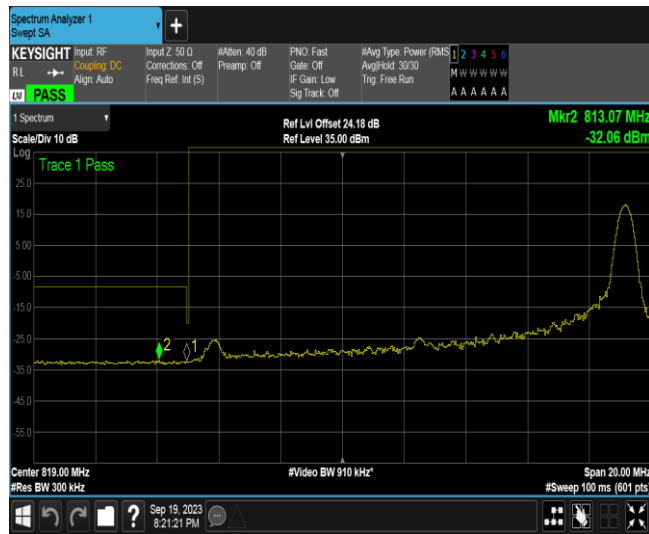 Spectrum Analyzer 1
Swept SA
+
KEYSIGHT
RL
LXI
PASS
Input: RF
Coupling: DC
Align: Auto
Input Z: 50 Ω
Corrections: Off
Freq Ref: Int (S)
#Atten: 40 dB
Preamp: Off
PNO: Fast
Gate: Off
IF Gain: Low
Sig Track: Off
#Avg Type: Power (RMS
Avg|Hold: 30/30
Trig: Free Run
1 2 3 4 5 6
M W W W W W
A A A A A A
1 Spectrum
Scale/Div 10 dB
Ref Lvl Offset 24.18 dB
Ref Level 35.00 dBm
Mkr2 813.07 MHz
-32.06 dBm
Log
Trace 1 Pass
25.0
15.0
5.00
-5.00
-15.0
-25.0
-35.0
-45.0
-55.0
2
1
Center 819.00 MHz
#Res BW 300 kHz
#Video BW 910 kHz*
Span 20.00 MHz
#Sweep 100 ms (601 pts
?
Sep 19, 2023
8:21:21 PM